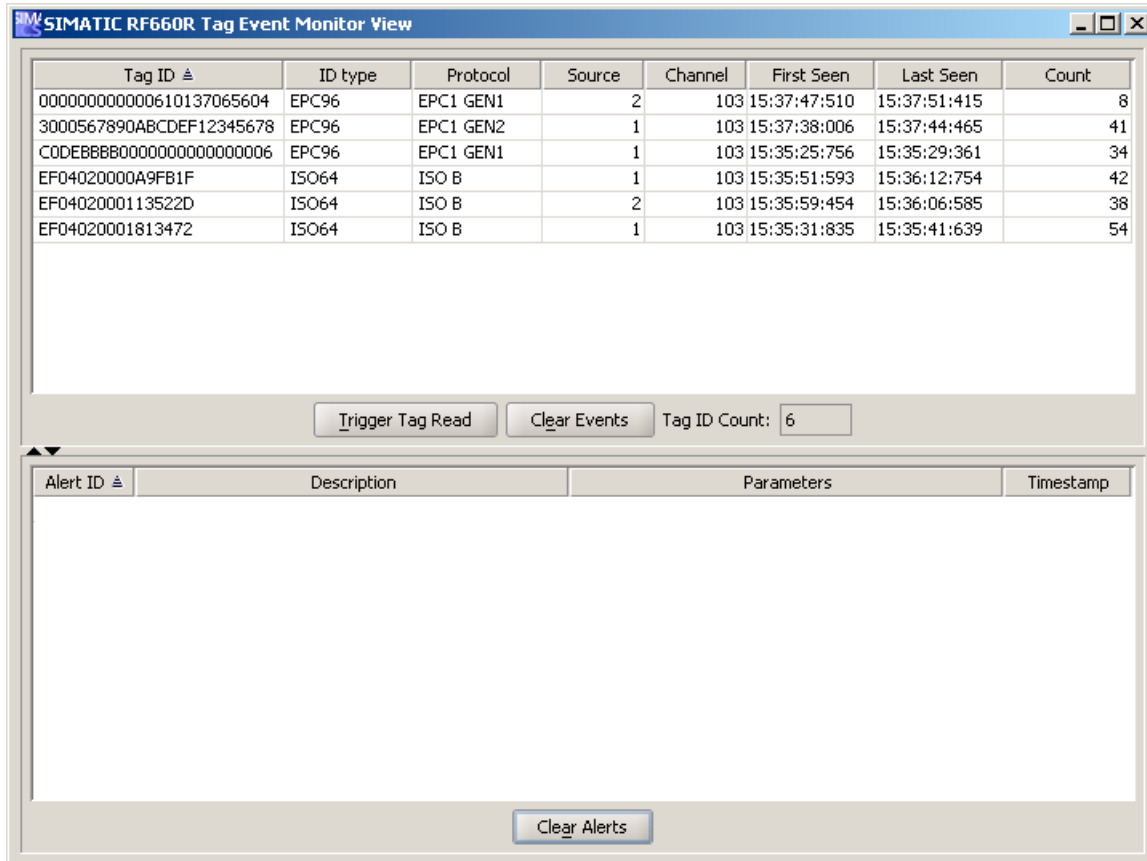 SIMATIC RF660R Tag Event Monitor View
Tag ID ID type Protocol Source Channel First Seen Last Seen Count
000000000000610137065604 EPC96 EPC1 GEN1 2 103 15:37:47:510 15:37:51:415 8
3000567890ABCDEF12345678 EPC96 EPC1 GEN2 1 103 15:37:38:006 15:37:44:465 41
C0DEBBBB0000000000000006 EPC96 EPC1 GEN1 1 103 15:35:25:756 15:35:29:361 34
EF04020000A9FB1F ISO64 ISO B 1 103 15:35:51:593 15:36:12:754 42
EF0402000113522D ISO64 ISO B 2 103 15:35:59:454 15:36:06:585 38
EF04020001813472 ISO64 ISO B 1 103 15:35:31:835 15:35:41:639 54
Trigger Tag Read Clear Events Tag ID Count: 6
Alert ID Description Parameters Timestamp
Clear Alerts